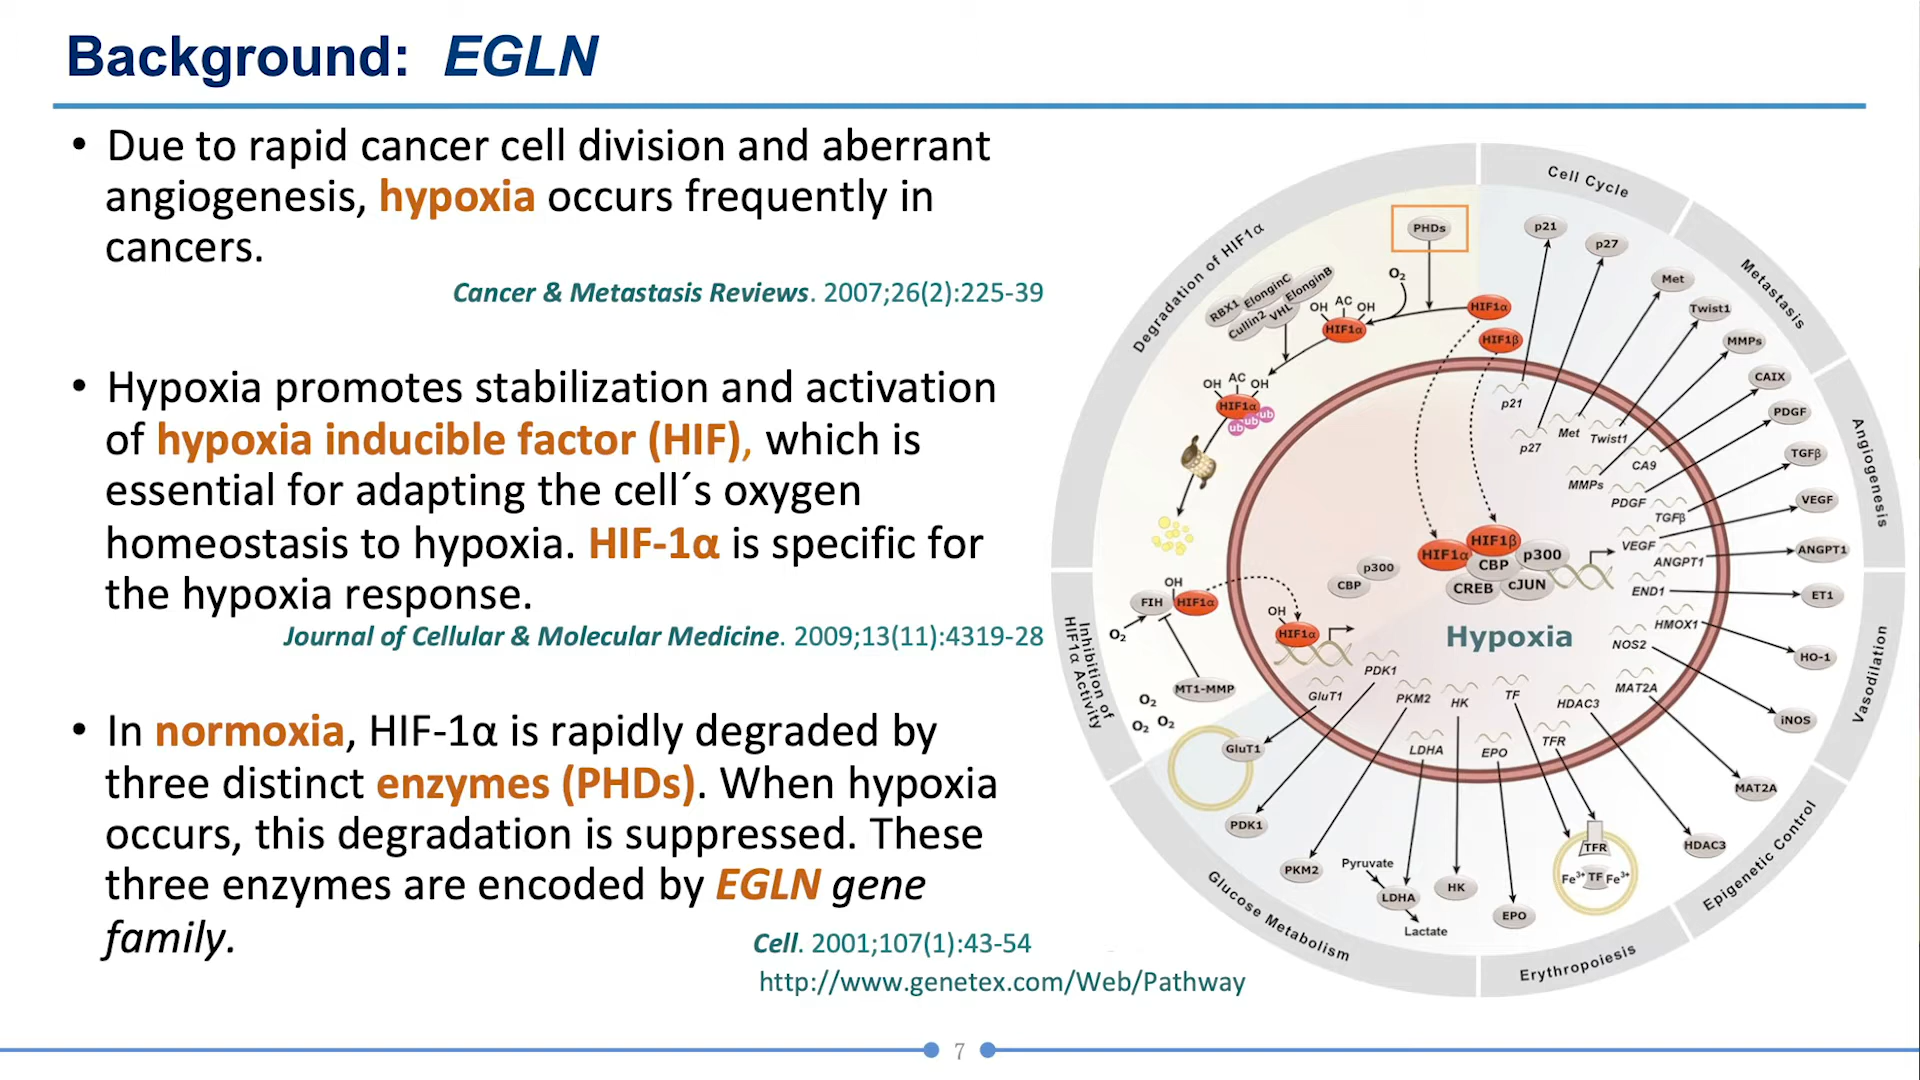 Background: EGLN
• Due to rapid cancer cell division and aberrant
angiogenesis, hypoxia occurs frequently in
cancers.
Cancer & Metastasis Reviews. 2007;26(2):225-39
• Hypoxia promotes stabilization and activation
of hypoxia inducible factor (HIF), which is
essential for adapting the cell´s oxygen
homeostasis to hypoxia. HIF-1α is specific for
the hypoxia response.
Journal of Cellular & Molecular Medicine. 2009;13(11):4319-28
• In normoxia, HIF-1α is rapidly degraded by
three distinct enzymes (PHDs). When hypoxia
occurs, this degradation is suppressed. These
three enzymes are encoded by EGLN gene
family.
Cell. 2001;107(1):43-54
http://www.genetex.com/Web/Pathway
Degradation of HIF1α
Cell Cycle
Metastasis
Angiogenesis
Vasodilation
Epigenetic Control
Erythropoiesis
Glucose Metabolism
Inhibition of
HIF1α Activity
PHDs
O₂
HIF1α
HIF1β
OH AC OH
HIF1α
RBX1
ElonginC
ElonginB
Cullin2
VHL
OH AC OH
HIF1α
ub
ub
ub
p21
p27
Met
Twist1
MMPs
CAIX
PDGF
TGFβ
VEGF
ANGPT1
ET1
HO-1
iNOS
MAT2A
HDAC3
p21
p27
Met
Twist1
MMPs
CA9
PDGF
TGFβ
VEGF
ANGPT1
END1
HMOX1
NOS2
MAT2A
HDAC3
HIF1α
HIF1β
CBP
p300
CREB
cJUN
p300
CBP
Hypoxia
OH
FIH
HIF1α
O₂
MT1-MMP
OH
HIF1α
O₂
O₂
O₂
GluT1
PDK1
PKM2
HK
TF
LDHA
EPO
TFR
GluT1
PDK1
PKM2
Pyruvate
LDHA
Lactate
HK
EPO
TFR
Fe³⁺ TF Fe³⁺
7